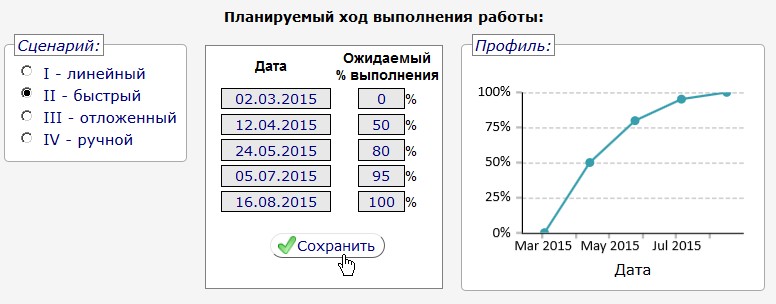 Планируемый ход выполнения работы:
Сценарий:
I - линейный
II - быстрый
III - отложенный
IV - ручной
Дата Ожидаемый
% выполнения
02.03.2015 0 %
12.04.2015 50 %
24.05.2015 80 %
05.07.2015 95 %
16.08.2015 100 %
Сохранить
Профиль:
100%
75%
50%
25%
0%
Mar 2015 May 2015 Jul 2015
Дата